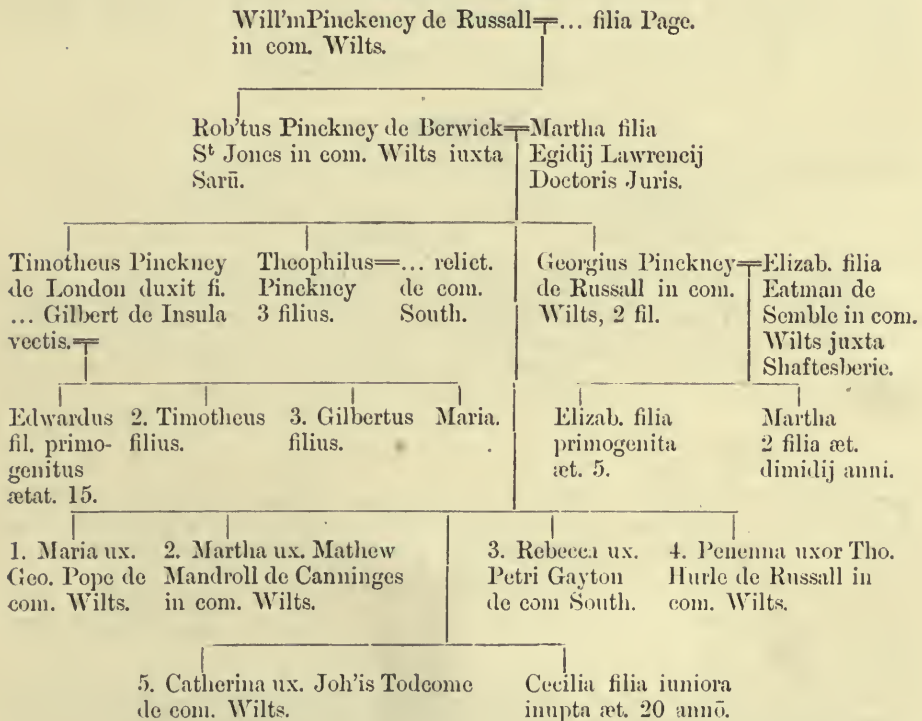 Will'm Pinckeney de Russall=... filia Page.
in com. Wilts.
Rob'tus Pinckney de Berwick=Martha filia
Sᵗ Jones in com. Wilts iuxta Egidij Lawrencij
Sarū. Doctoris Juris.
Timotheus Pinckney
de London duxit fi.
... Gilbert de Insula
vectis.=
Theophilus=... relict.
Pinckney de com.
3 filius. South.
Georgius Pinckney=Elizab. filia
de Russall in com. Eatman de
Wilts, 2 fil. Semble in com.
Wilts juxta
Shaftesberie.
Edwardus
fil. primo-
genitus
ætat. 15.
2. Timotheus
filius.
3. Gilbertus
filius.
Maria.
Elizab. filia
primogenita
æt. 5.
Martha
2 filia æt.
dimidij anni.
1. Maria ux.
Geo. Pope de
com. Wilts.
2. Martha ux. Mathew
Mandroll de Canninges
in com. Wilts.
3. Rebecca ux.
Petri Gayton
de com South.
4. Penenna uxor Tho.
Hurle de Russall in
com. Wilts.
5. Catherina ux. Joh'is Todcome
de com. Wilts.
Cecilia filia iuniora
inupta æt. 20 annō.